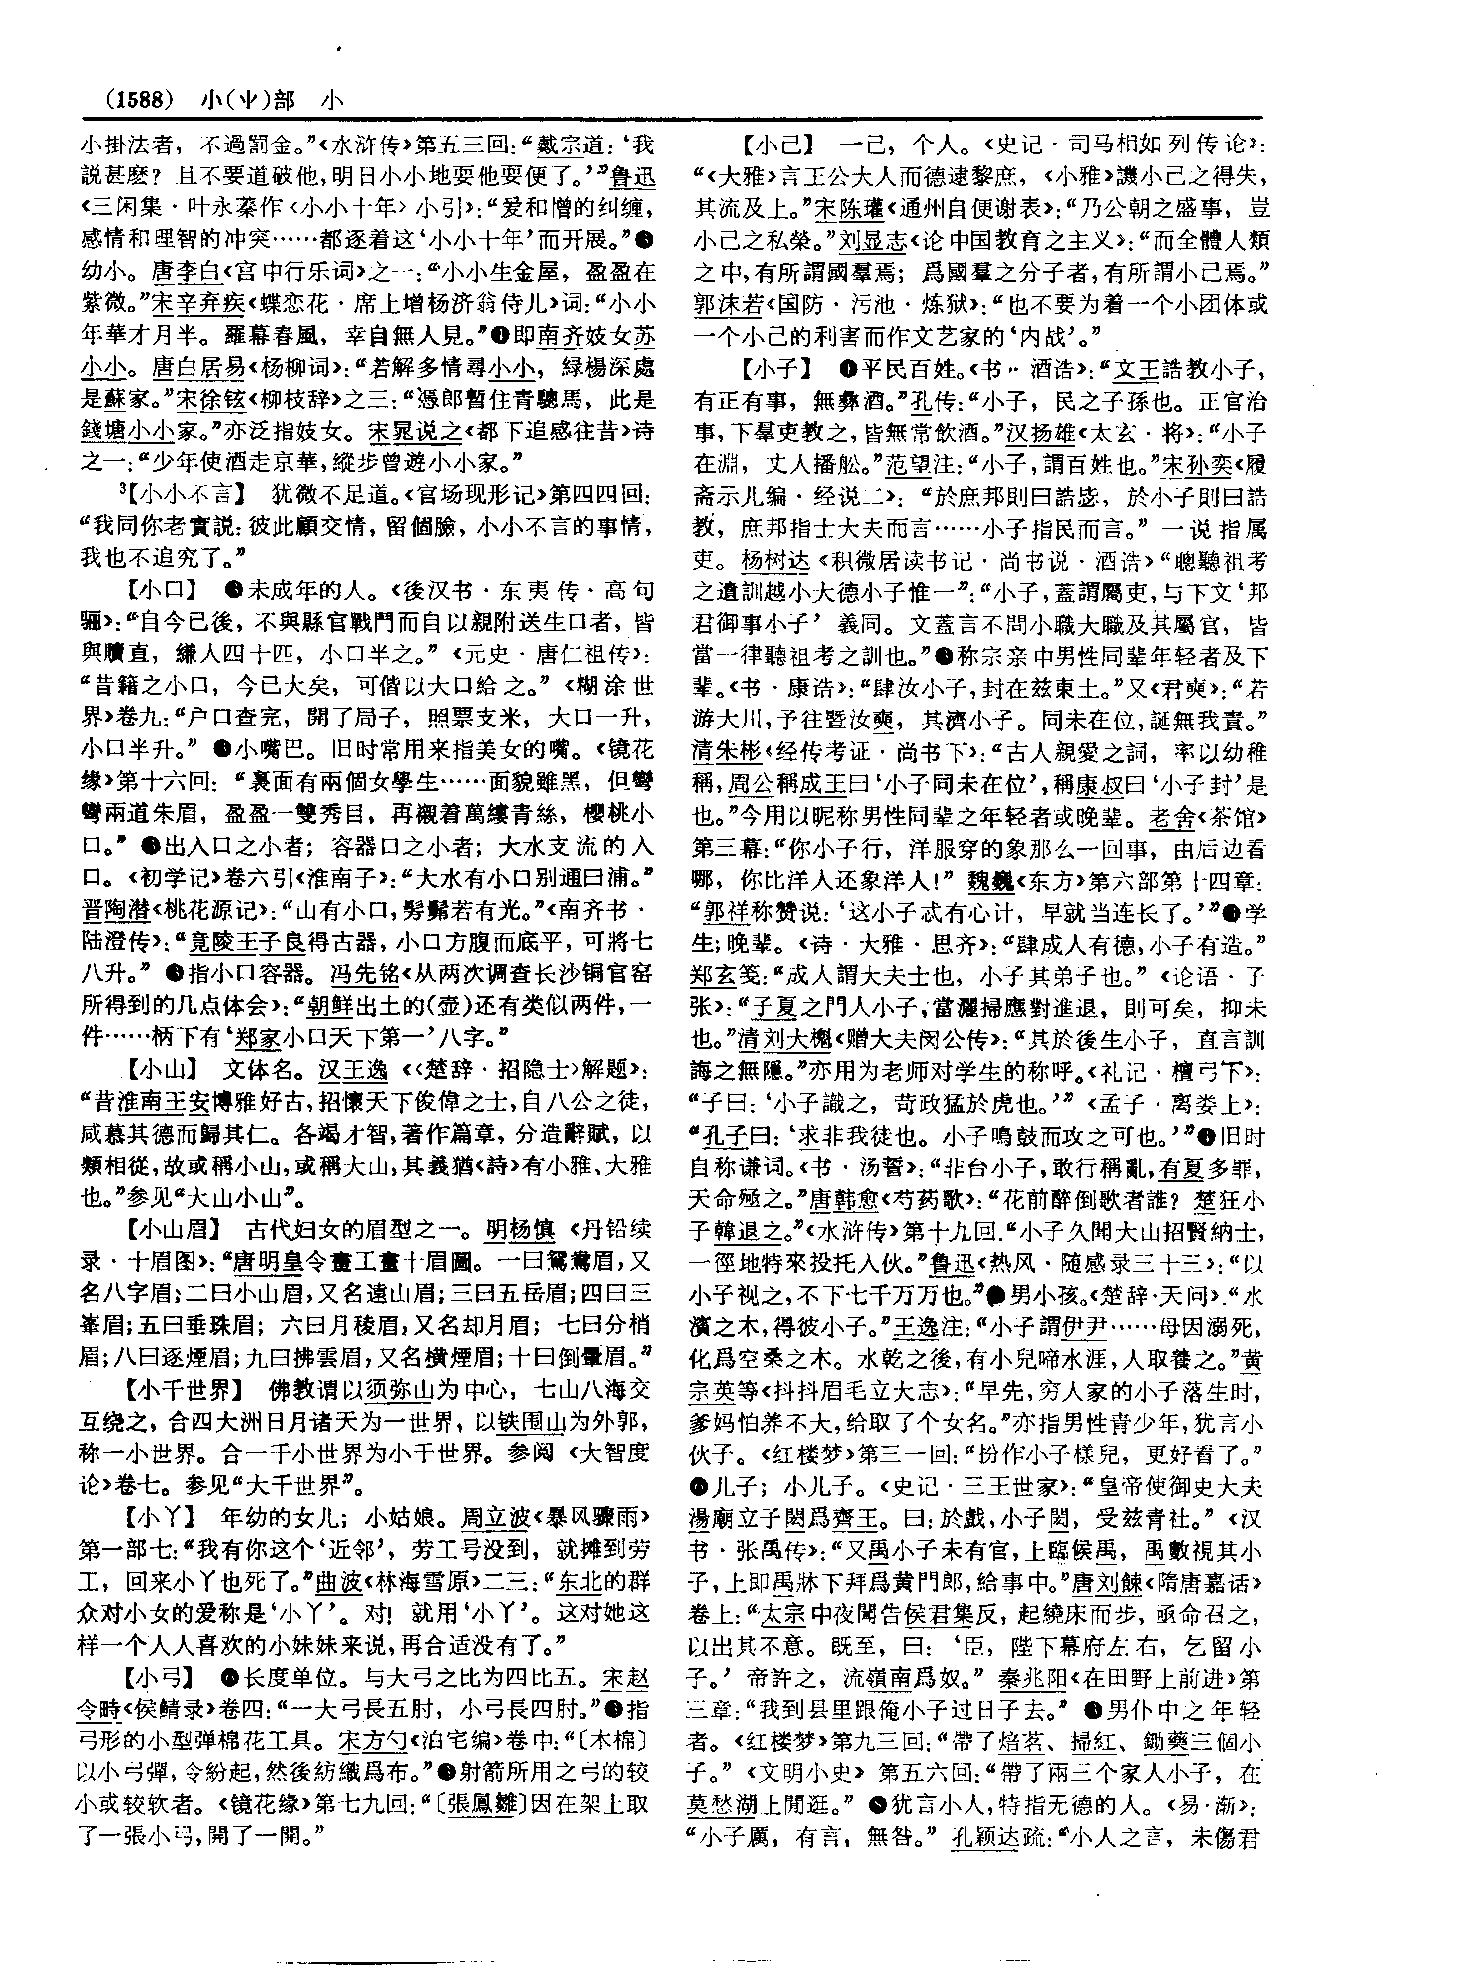 (1588) 小(⺌)部 小
小掛法者，不過罰金。”《水浒传》第五三回：“戴宗道：‘我
説甚麽？且不要道破他，明日小小地耍他耍便了。’”鲁迅
《三闲集·叶永蓁作〈小小十年〉小引》：“爱和憎的纠缠，
感情和理智的冲突……都逐着这‘小小十年’而开展。”❸
幼小。唐李白《宫中行乐词》之一：“小小生金屋，盈盈在
紫微。”宋辛弃疾《蝶恋花·席上增杨济翁侍儿》词：“小小
年華才月半。羅幕春風，幸自無人見。”❹即南齐妓女苏
小小。唐白居易《杨柳词》：“若解多情尋小小，緑楊深處
是蘇家。”宋徐铉《柳枝辞》之三：“憑郎暫住青驄馬，此是
錢塘小小家。”亦泛指妓女。宋晁说之《都下追感往昔》诗
之一：“少年使酒走京華，縱步曾遊小小家。”
³【小小不言】 犹微不足道。《官场现形记》第四四回：
“我同你老實説：彼此顧交情，留個臉，小小不言的事情，
我也不追究了。”
【小口】 ❶未成年的人。《後汉书·东夷传·高句
骊》：“自今已後，不與縣官戰鬥而自以親附送生口者，皆
與贖直，縑人四十匹，小口半之。”《元史·唐仁祖传》：
“昔籍之小口，今已大矣，可偕以大口給之。”《糊涂世
界》卷九：“户口查完，開了局子，照票支米，大口一升，
小口半升。” ❷小嘴巴。旧时常用来指美女的嘴。《镜花
缘》第十六回：“裏面有兩個女學生……面貌雖黑，但彎
彎兩道朱眉，盈盈一雙秀目，再襯着萬縷青絲，櫻桃小
口。” ❸出入口之小者；容器口之小者；大水支流的入
口。《初学记》卷六引《淮南子》：“大水有小口别通曰浦。”
晋陶潜《桃花源记》：“山有小口，髣髴若有光。”《南齐书·
陆澄传》：“竟陵王子良得古器，小口方腹而底平，可將七
八升。” ❹指小口容器。冯先铭《从两次调查长沙铜官窑
所得到的几点体会》：“朝鲜出土的（壶）还有类似两件，一
件……柄下有‘郑家小口天下第一’八字。”
【小山】 文体名。汉王逸《〈楚辞·招隐士〉解题》：
“昔淮南王安博雅好古，招懷天下俊偉之士，自八公之徒，
咸慕其德而歸其仁。各竭才智，著作篇章，分造辭賦，以
類相從，故或稱小山，或稱大山，其義猶《詩》有小雅、大雅
也。”参见“大山小山”。
【小山眉】 古代妇女的眉型之一。明杨慎《丹铅续
录·十眉图》：“唐明皇令畫工畫十眉圖。一曰鴛鴦眉，又
名八字眉；二曰小山眉，又名遠山眉；三曰五岳眉；四曰三
峯眉；五曰垂珠眉；六曰月稜眉，又名却月眉；七曰分梢
眉；八曰逐煙眉；九曰拂雲眉，又名横煙眉；十曰倒暈眉。”
【小千世界】 佛教谓以须弥山为中心，七山八海交
互绕之，合四大洲日月诸天为一世界，以铁围山为外郭，
称一小世界。合一千小世界为小千世界。参阅《大智度
论》卷七。参见“大千世界”。
【小丫】 年幼的女儿；小姑娘。周立波《暴风骤雨》
第一部七：“我有你这个‘近邻’，劳工号没到，就摊到劳
工，回来小丫也死了。”曲波《林海雪原》二三：“东北的群
众对小女的爱称是‘小丫’。对！就用‘小丫’。这对她这
样一个人人喜欢的小妹妹来说，再合适没有了。”
【小弓】 ❶长度单位。与大弓之比为四比五。宋赵
令畤《侯鲭录》卷四：“一大弓長五肘，小弓長四肘。”❷指
弓形的小型弹棉花工具。宋方勺《泊宅编》卷中：“〔木棉〕
以小弓彈，令紛起，然後紡織爲布。”❸射箭所用之弓的较
小或较软者。《镜花缘》第七九回：“〔張鳳雛〕因在架上取
了一張小弓，開了一開。”
【小己】 一己，个人。《史记·司马相如列传论》：
“《大雅》言王公大人而德逮黎庶，《小雅》譏小己之得失，
其流及上。”宋陈瓘《通州自便谢表》：“乃公朝之盛事，豈
小己之私榮。”刘显志《论中国教育之主义》：“而全體人類
之中，有所謂國羣焉；爲國羣之分子者，有所謂小己焉。”
郭沫若《国防·污池·炼狱》：“也不要为着一个小团体或
一个小己的利害而作文艺家的‘内战’。”
【小子】 ❶平民百姓。《书·酒诰》：“文王誥教小子，
有正有事，無彝酒。”孔传：“小子，民之子孫也。正官治
事，下羣吏教之，皆無常飲酒。”汉扬雄《太玄·将》：“小子
在淵，丈人播舩。”范望注：“小子，謂百姓也。”宋孙奕《履
斋示儿编·经说二》：“於庶邦則曰誥毖，於小子則曰誥
教，庶邦指士大夫而言……小子指民而言。”一说指属
吏。杨树达《积微居读书记·尚书说·酒诰》“聰聽祖考
之遺訓越小大德小子惟一”：“小子，蓋謂屬吏，与下文‘邦
君御事小子’義同。文蓋言不問小職大職及其屬官，皆
當一律聽祖考之訓也。”❷称宗亲中男性同辈年轻者及下
辈。《书·康诰》：“肆汝小子，封在兹東土。”又《君奭》：“若
游大川，予往暨汝奭，其濟小子。同未在位，誕無我責。”
清朱彬《经传考证·尚书下》：“古人親愛之詞，率以幼稚
稱，周公稱成王曰‘小子同未在位’，稱康叔曰‘小子封’是
也。”今用以昵称男性同辈之年轻者或晚辈。老舍《茶馆》
第三幕：“你小子行，洋服穿的象那么一回事，由后边看
哪，你比洋人还象洋人！”魏巍《东方》第六部第十四章：
“郭祥称赞说：‘这小子忒有心计，早就当连长了。’”❸学
生；晚辈。《诗·大雅·思齐》：“肆成人有德，小子有造。”
郑玄笺：“成人謂大夫士也，小子其弟子也。”《论语·子
张》：“子夏之門人小子，當灑掃應對進退，則可矣，抑末
也。”清刘大櫆《赠大夫闵公传》：“其於後生小子，直言訓
誨之無隱。”亦用为老师对学生的称呼。《礼记·檀弓下》：
“子曰：‘小子識之，苛政猛於虎也。’”《孟子·离娄上》：
“孔子曰：‘求非我徒也。小子鳴鼓而攻之可也。’”❹旧时
自称谦词。《书·汤誓》：“非台小子，敢行稱亂，有夏多罪，
天命殛之。”唐韩愈《芍药歌》：“花前醉倒歌者誰？楚狂小
子韓退之。”《水浒传》第十九回：“小子久聞大山招賢納士，
一徑地特來投托入伙。”鲁迅《热风·随感录三十三》：“以
小子视之，不下七千万万也。”❺男小孩。《楚辞·天问》：“水
濱之木，得彼小子。”王逸注：“小子謂伊尹……母因溺死，
化爲空桑之木。水乾之後，有小兒啼水涯，人取養之。”黄
宗英等《抖抖眉毛立大志》：“早先，穷人家的小子落生时，
爹妈怕养不大，给取了个女名。”亦指男性青少年，犹言小
伙子。《红楼梦》第三一回：“扮作小子樣兒，更好看了。”
❻儿子；小儿子。《史记·三王世家》：“皇帝使御史大夫
湯廟立子閎爲齊王。曰：於戲，小子閎，受兹青社。”《汉
书·张禹传》：“又禹小子未有官，上臨候禹，禹數視其小
子，上即禹牀下拜爲黄門郎，給事中。”唐刘餗《隋唐嘉话》
卷上：“太宗中夜聞告侯君集反，起繞床而步，亟命召之，
以出其不意。既至，曰：‘臣，陛下幕府左右，乞留小
子。’帝許之，流嶺南爲奴。”秦兆阳《在田野上前进》第
三章：“我到县里跟俺小子过日子去。” ❼男仆中之年轻
者。《红楼梦》第九三回：“帶了焙茗、掃紅、鋤藥三個小
子。”《文明小史》第五六回：“帶了兩三个家人小子，在
莫愁湖上閒逛。” ❽犹言小人，特指无德的人。《易·渐》：
“小子厲，有言，無咎。”孔颖达疏：“小人之言，未傷君